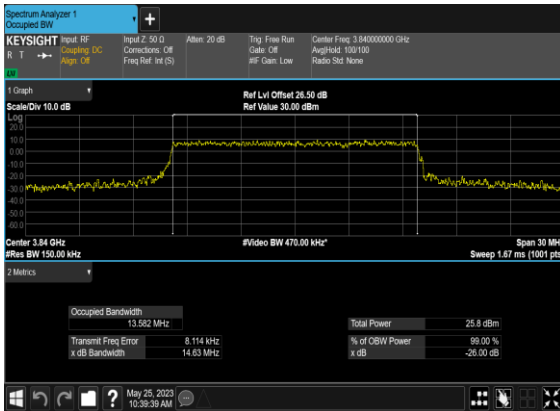 Spectrum Analyzer 1
Occupied BW
KEYSIGHT
R T
LW
Input: RF
Coupling: DC
Align: Off
Input Z: 50 Ω
Corrections: Off
Freq Ref: Int (S)
Atten: 20 dB
Trig: Free Run
Gate: Off
#IF Gain: Low
Center Freq: 3.840000000 GHz
Avg|Hold: 100/100
Radio Std: None
1 Graph
Scale/Div 10.0 dB
Ref Lvl Offset 26.50 dB
Ref Value 30.00 dBm
Log
20.0
10.0
0.00
-10.0
-20.0
-30.0
-40.0
-50.0
-60.0
Center 3.84 GHz
#Res BW 150.00 kHz
#Video BW 470.00 kHz*
Span 30 MH
Sweep 1.67 ms (1001 pts
2 Metrics
Occupied Bandwidth
13.582 MHz
Transmit Freq Error 8.114 kHz
x dB Bandwidth 14.63 MHz
Total Power 25.8 dBm
% of OBW Power 99.00 %
x dB -26.00 dB
May 25, 2023
10:39:39 AM